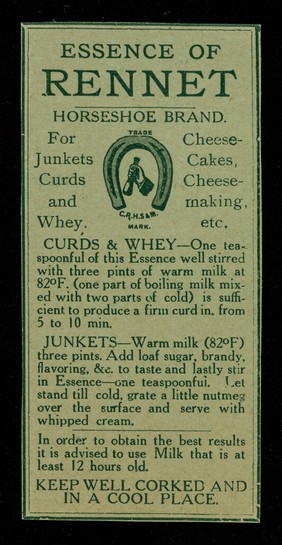 ESSENCE OF
RENNET
HORSESHOE BRAND.
For
Junkets
Curds
and
Whey.
TRADE
C.R.H.S&M.
MARK.
Cheese-
Cakes,
Cheese-
making,
etc.
CURDS & WHEY—One tea-
spoonful of this Essence well stirred
with three pints of warm milk at
82ºF. (one part of boiling milk mix-
ed with two parts of cold) is suffi-
cient to produce a firm curd in, from
5 to 10 min.
JUNKETS—Warm milk (82ºF)
three pints. Add loaf sugar, brandy,
flavoring, &c. to taste and lastly stir
in Essence—one teaspoonful. Let
stand till cold, grate a little nutmeg
over the surface and serve with
whipped cream.
In order to obtain the best results
it is advised to use Milk that is at
least 12 hours old.
KEEP WELL CORKED AND
IN A COOL PLACE.